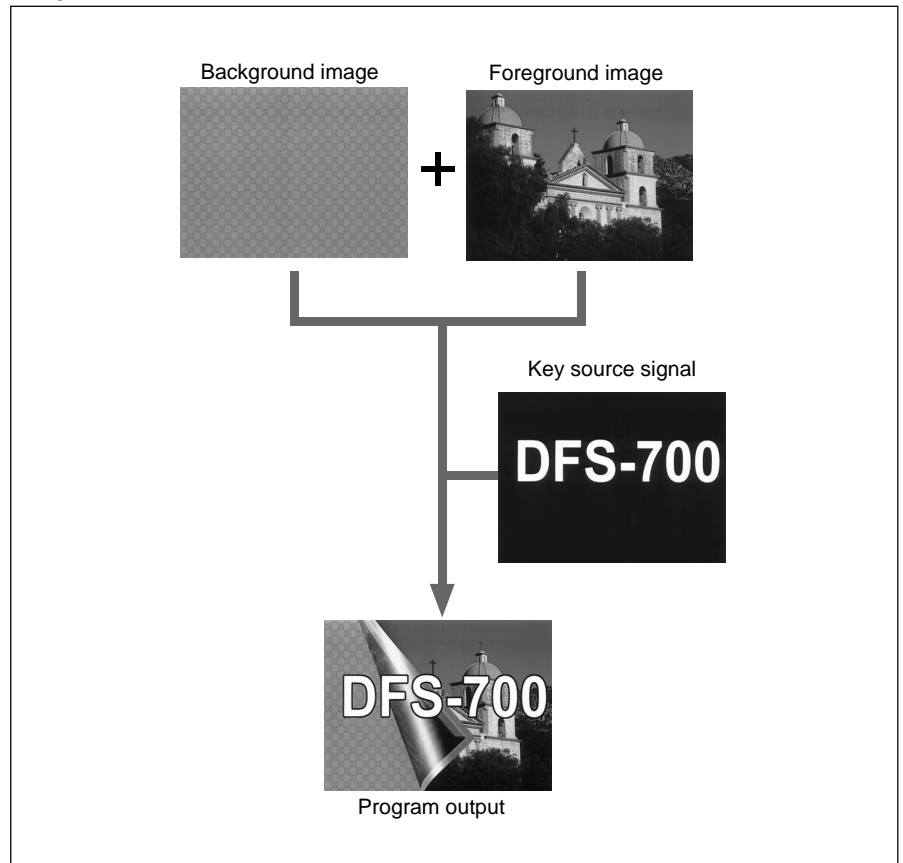 Background image
Foreground image
Key source signal
DFS-700
DFS-700
Program output